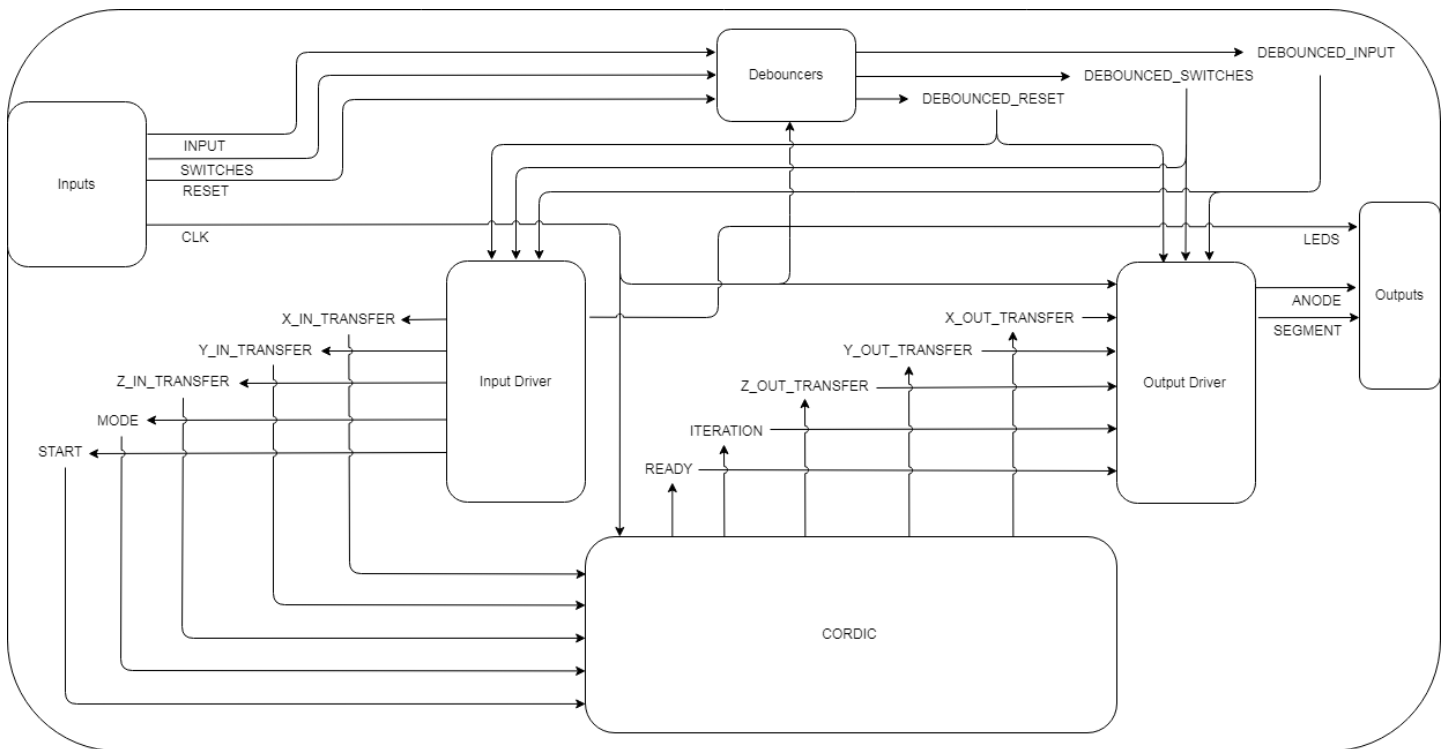 DEBOUNCED_INPUT
Debouncers
DEBOUNCED_SWITCHES
DEBOUNCED_RESET
INPUT
SWITCHES
Inputs
RESET
CLK
LEDS
ANODE
Outputs
X_IN_TRANSFER
X_OUT_TRANSFER
SEGMENT
Y_IN_TRANSFER
Y_OUT_TRANSFER
Z_IN_TRANSFER
Input Driver
Z_OUT_TRANSFER
Output Driver
MODE
ITERATION
START
READY
CORDIC